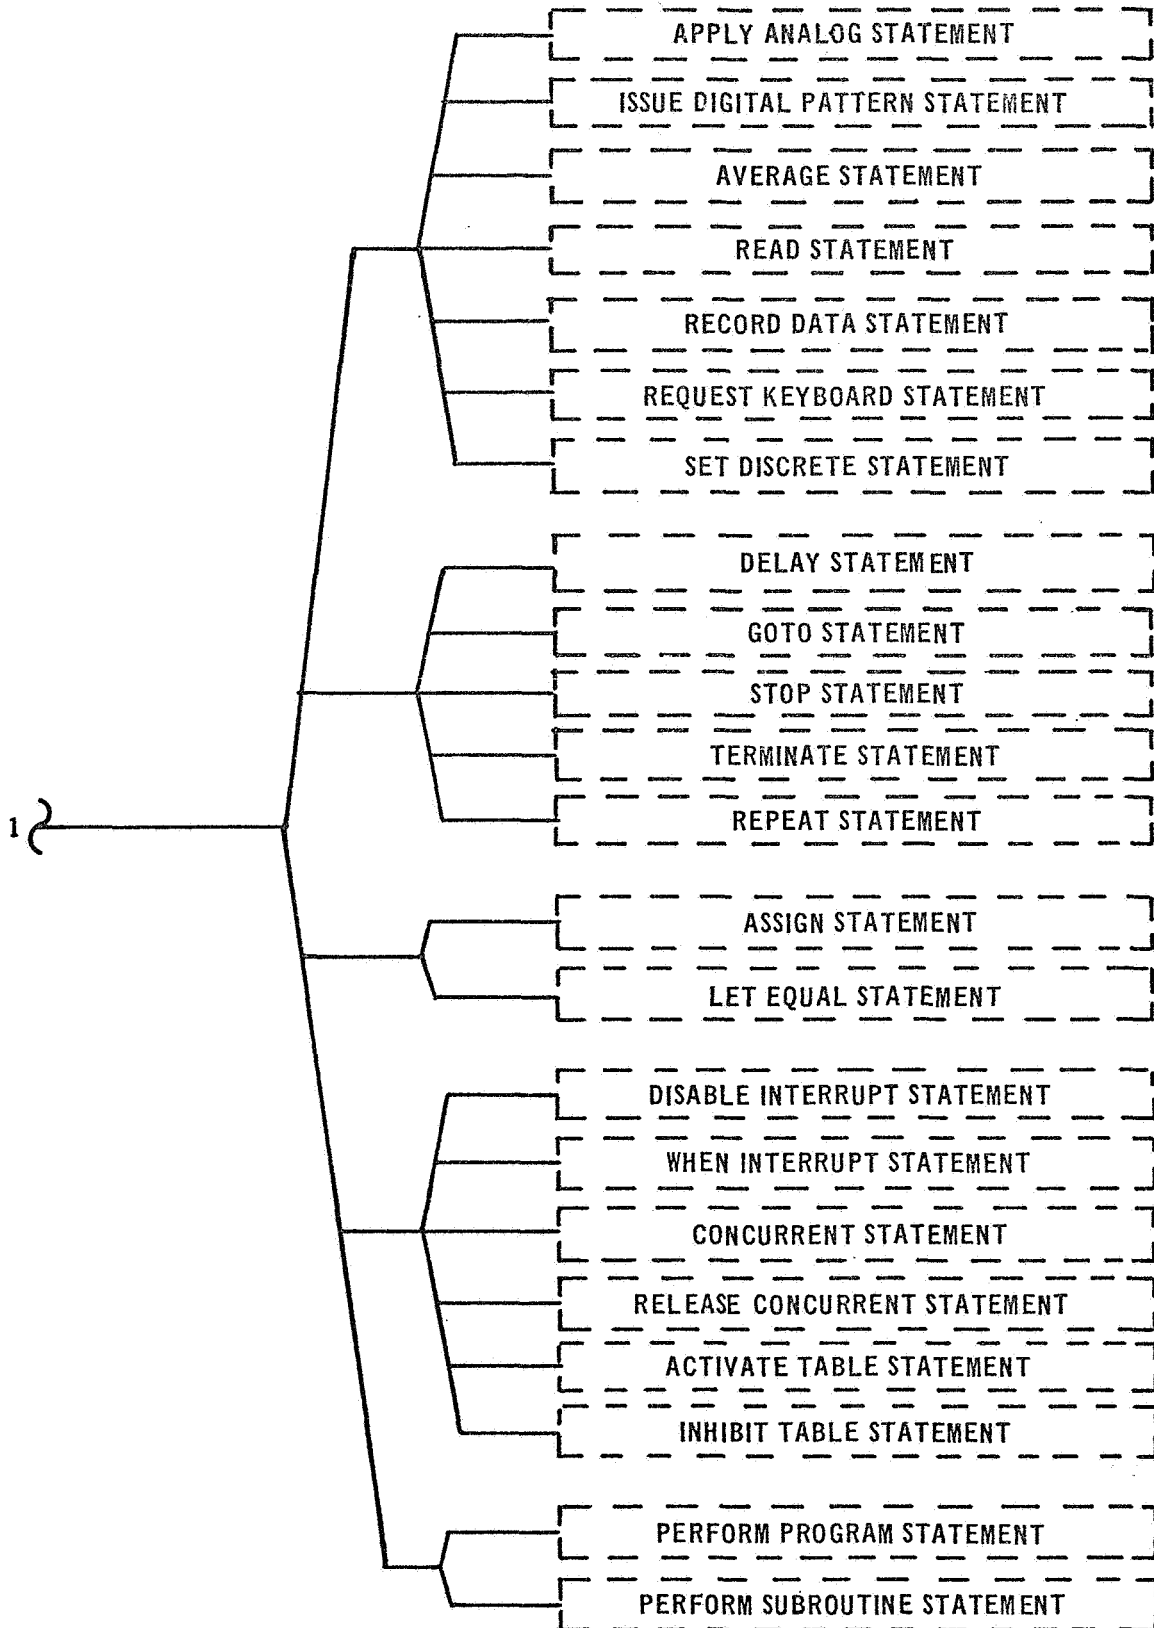 APPLY ANALOG STATEMENT
ISSUE DIGITAL PATTERN STATEMENT
AVERAGE STATEMENT
READ STATEMENT
RECORD DATA STATEMENT
REQUEST KEYBOARD STATEMENT
SET DISCRETE STATEMENT
DELAY STATEMENT
GOTO STATEMENT
STOP STATEMENT
TERMINATE STATEMENT
1
REPEAT STATEMENT
ASSIGN STATEMENT
LET EQUAL STATEMENT
DISABLE INTERRUPT STATEMENT
WHEN INTERRUPT STATEMENT
CONCURRENT STATEMENT
RELEASE CONCURRENT STATEMENT
ACTIVATE TABLE STATEMENT
INHIBIT TABLE STATEMENT
PERFORM PROGRAM STATEMENT
PERFORM SUBROUTINE STATEMENT